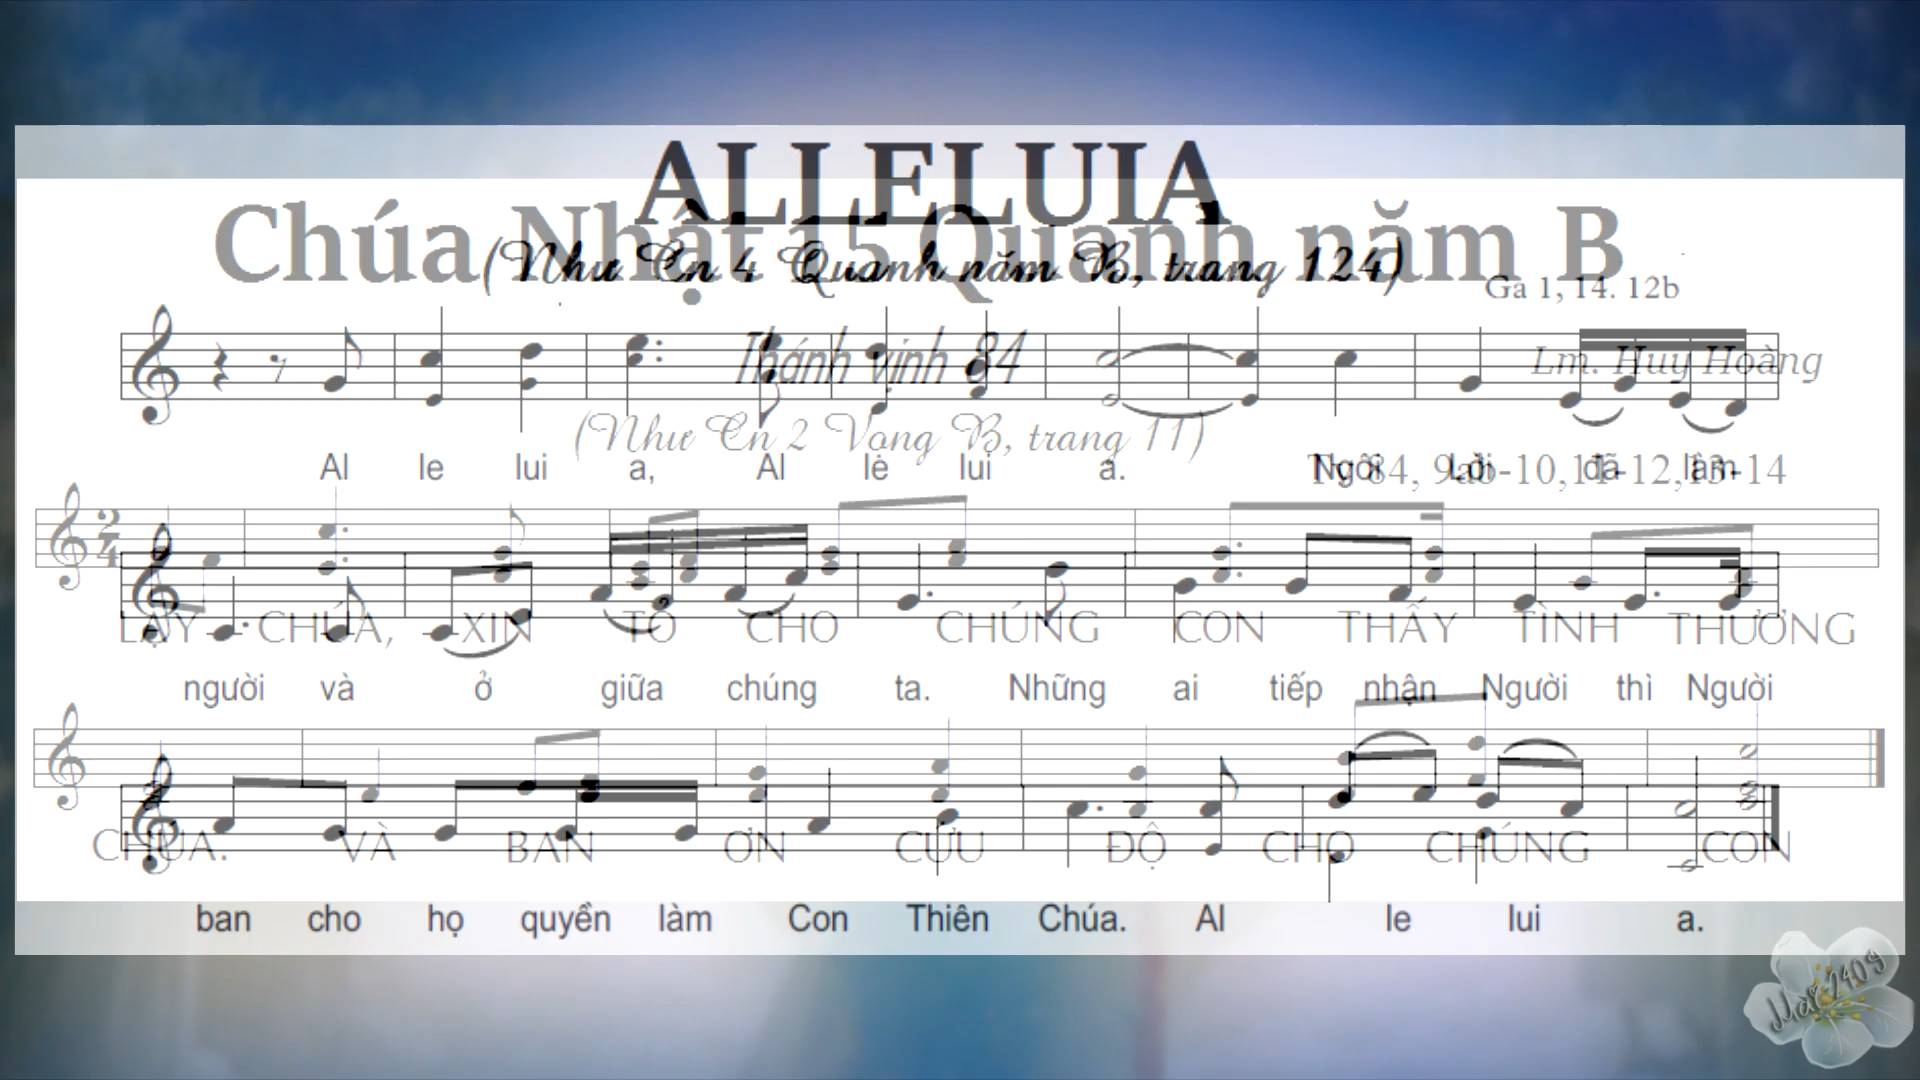 ALLELUIA
Chúa Nhật 15 Quanh năm B
(Như Cn 4 Quanh năm B, trang 124)
Ga 1, 14. 12b
Thánh vịnh 84
Lm. Huy Hoàng
(Như Cn 2 Vọng B, trang 11)
Al le lui a, Al le lui a. Ngôi Lời đã làm
Tv 84, 9ab-10,11-12,13-14
2
4
LẠY CHÚA, XIN TỎ CHO CHÚNG CON THẤY TÌNH THƯƠNG
người và ở giữa chúng ta. Những ai tiếp nhận Người thì Người
CHÚA. VÀ BAN ƠN CỨU ĐỘ CHO CHÚNG CON
ban cho họ quyền làm Con Thiên Chúa. Al le lui a.